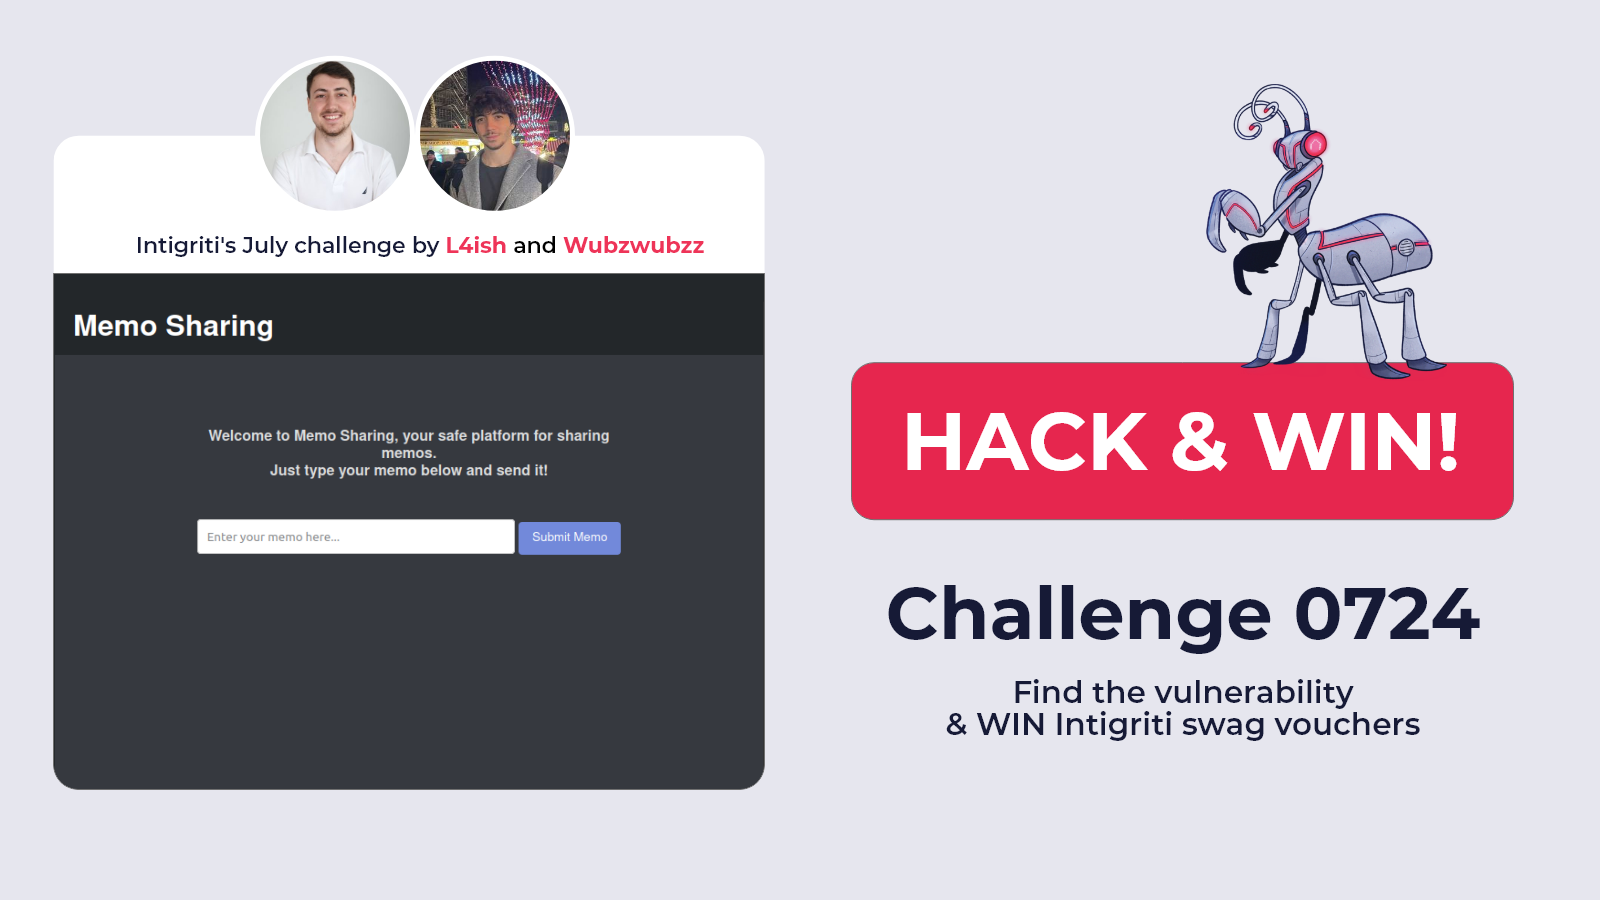 Intigriti's July challenge by L4ish and Wubzwubzz
Memo Sharing
Welcome to Memo Sharing, your safe platform for sharing
memos.
Just type your memo below and send it!
Enter your memo here...
Submit Memo
HACK & WIN!
Challenge 0724
Find the vulnerability
& WIN Intigriti swag vouchers